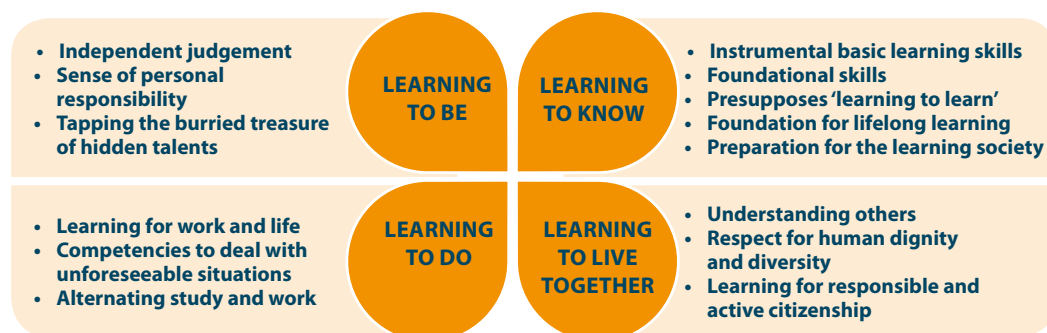 • Independent judgement
• Sense of personal
responsibility
• Tapping the burried treasure
of hidden talents
LEARNING
TO BE
LEARNING
TO KNOW
• Instrumental basic learning skills
• Foundational skills
• Presupposes ‘learning to learn’
• Foundation for lifelong learning
• Preparation for the learning society
• Learning for work and life
• Competencies to deal with
unforeseeable situations
• Alternating study and work
LEARNING
TO DO
LEARNING
TO LIVE
TOGETHER
• Understanding others
• Respect for human dignity
and diversity
• Learning for responsible and
active citizenship